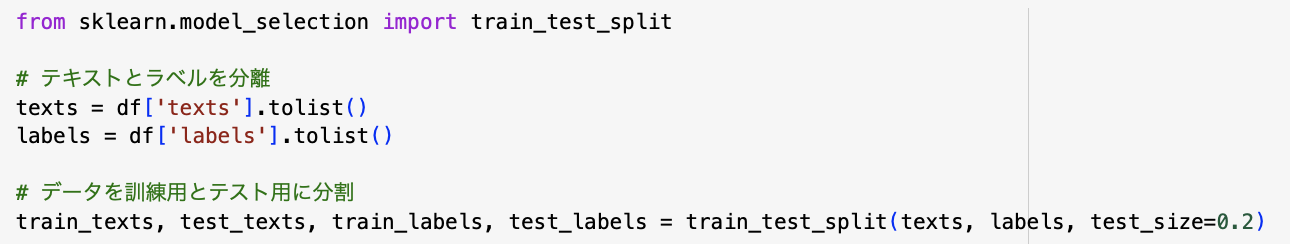 from sklearn.model_selection import train_test_split
# テキストとラベルを分離
texts = df['texts'].tolist()
labels = df['labels'].tolist()
# データを訓練用とテスト用に分割
train_texts, test_texts, train_labels, test_labels = train_test_split(texts, labels, test_size=0.2)